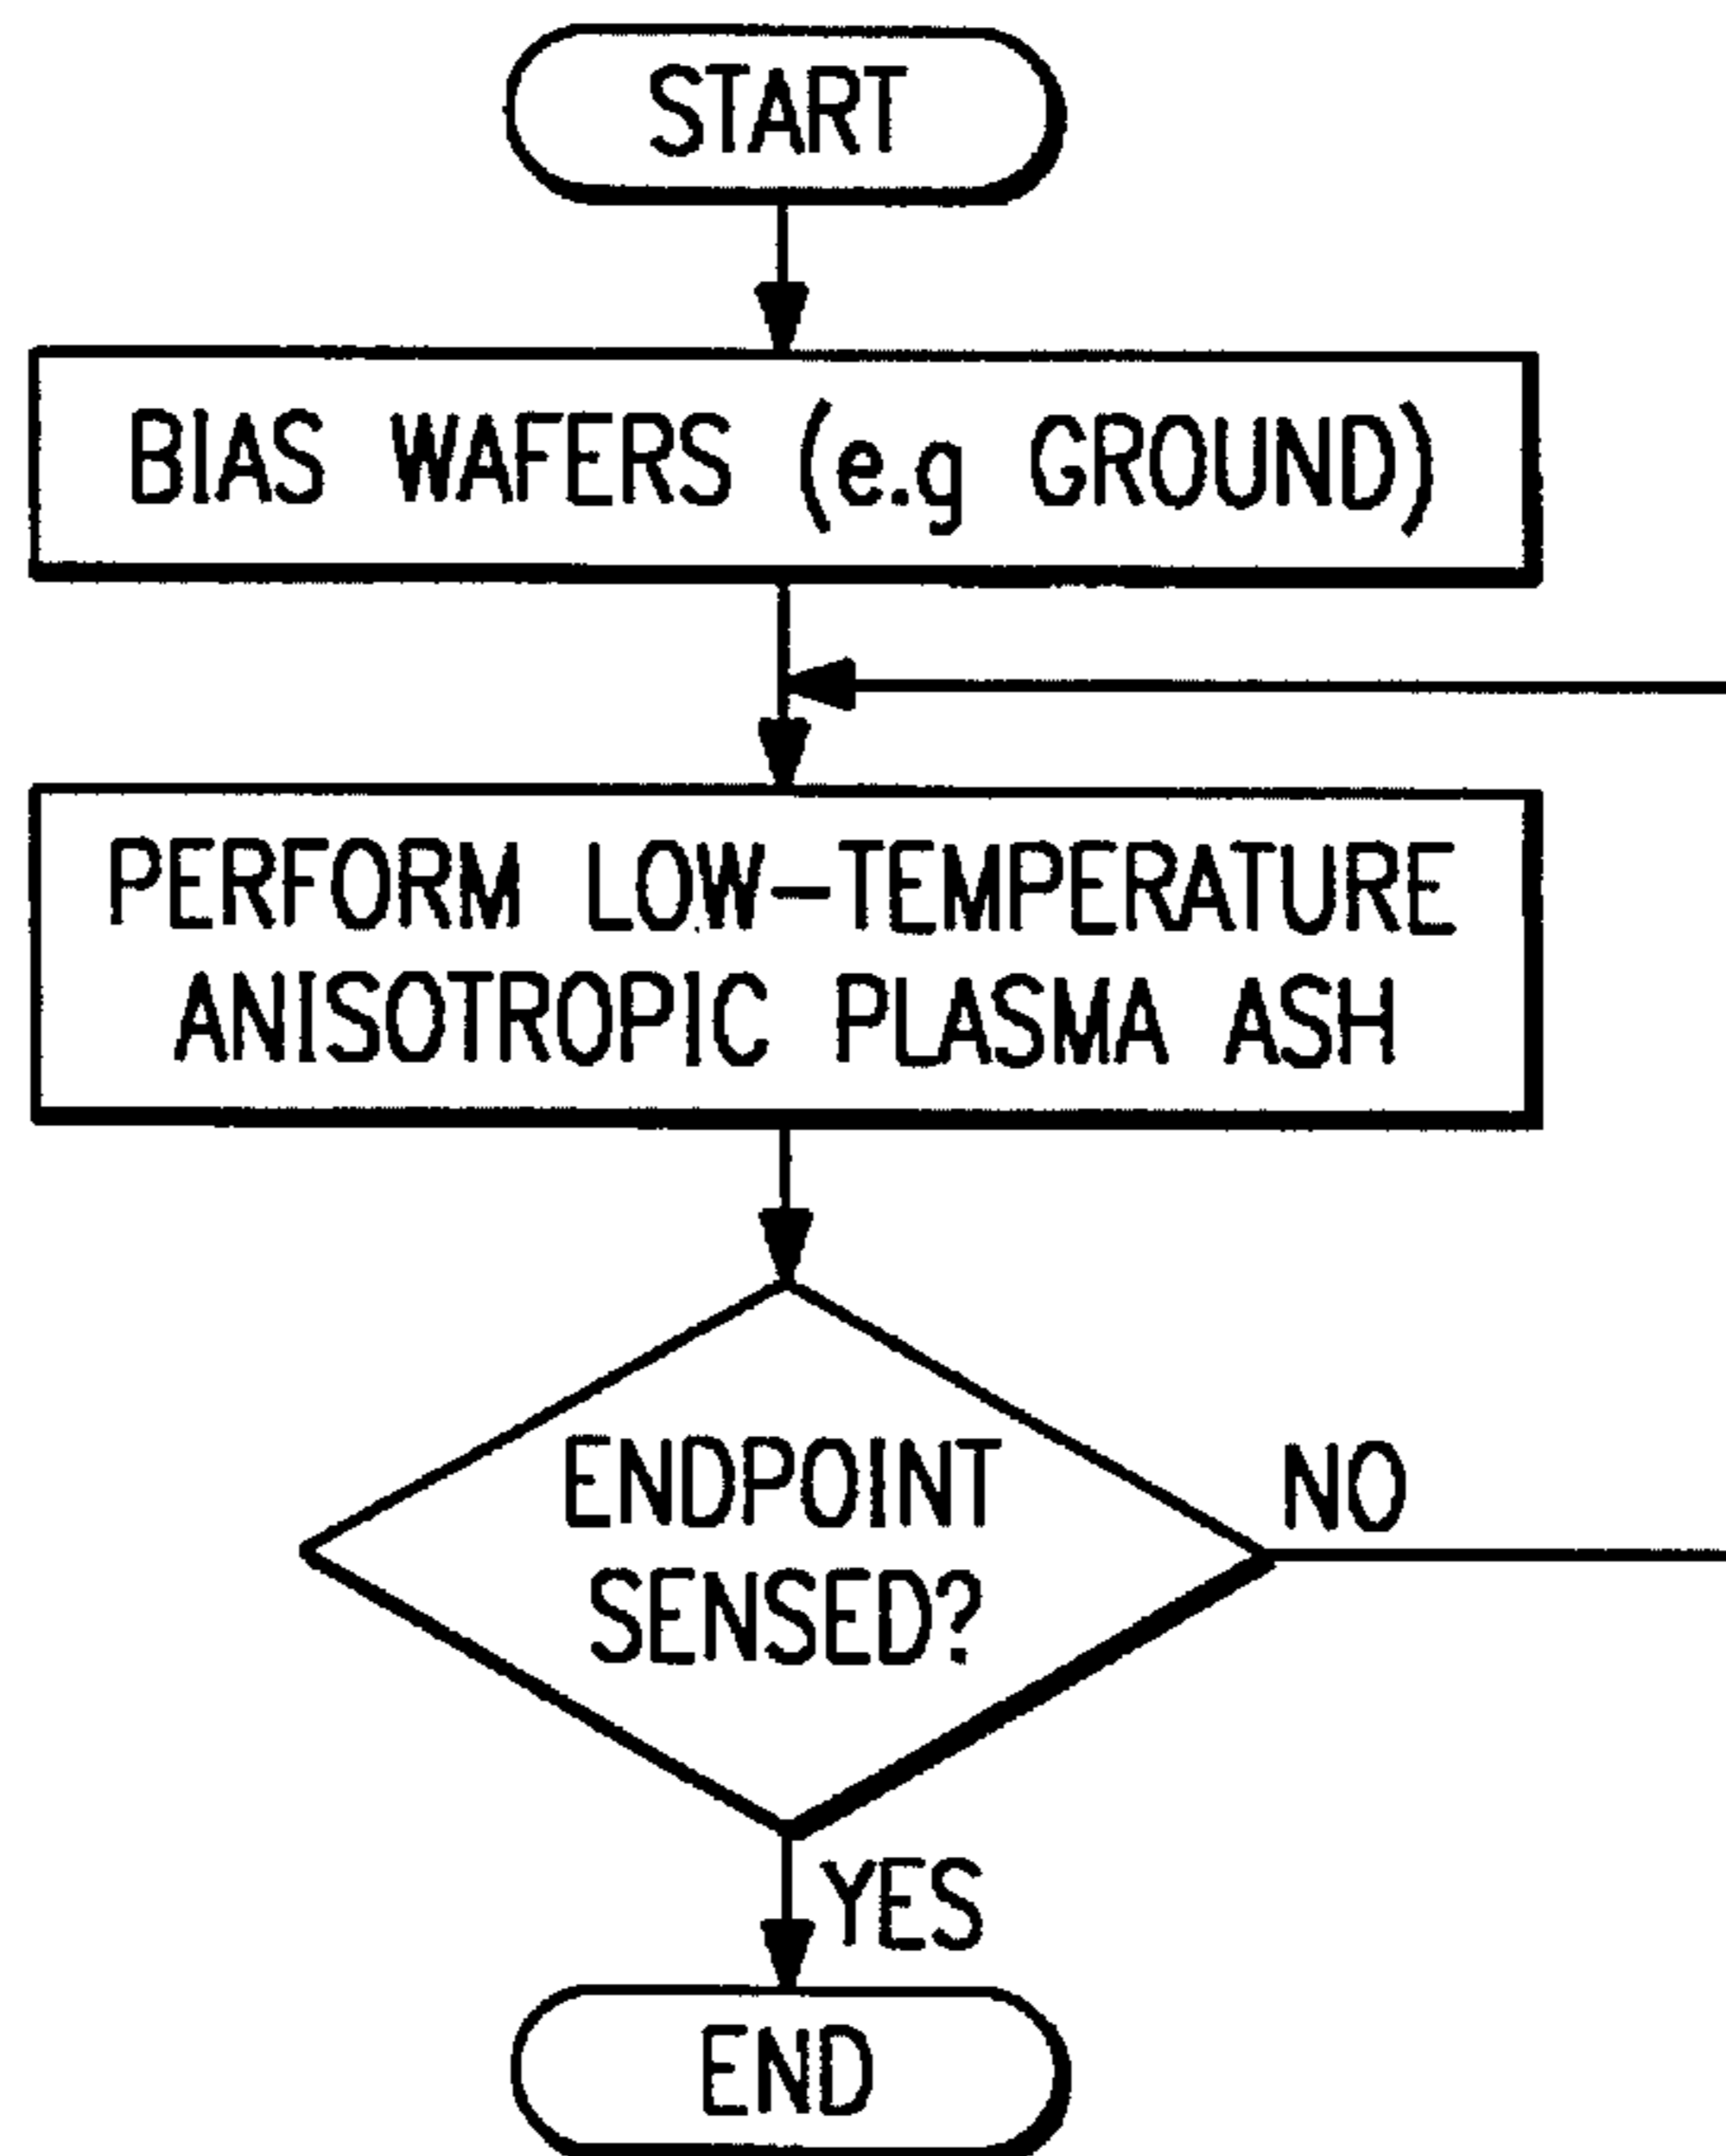 START
BIAS WAFERS (e.g GROUND)
PERFORM LOW-TEMPERATURE
ANISOTROPIC PLASMA ASH
ENDPOINT
SENSED?
NO
YES
END